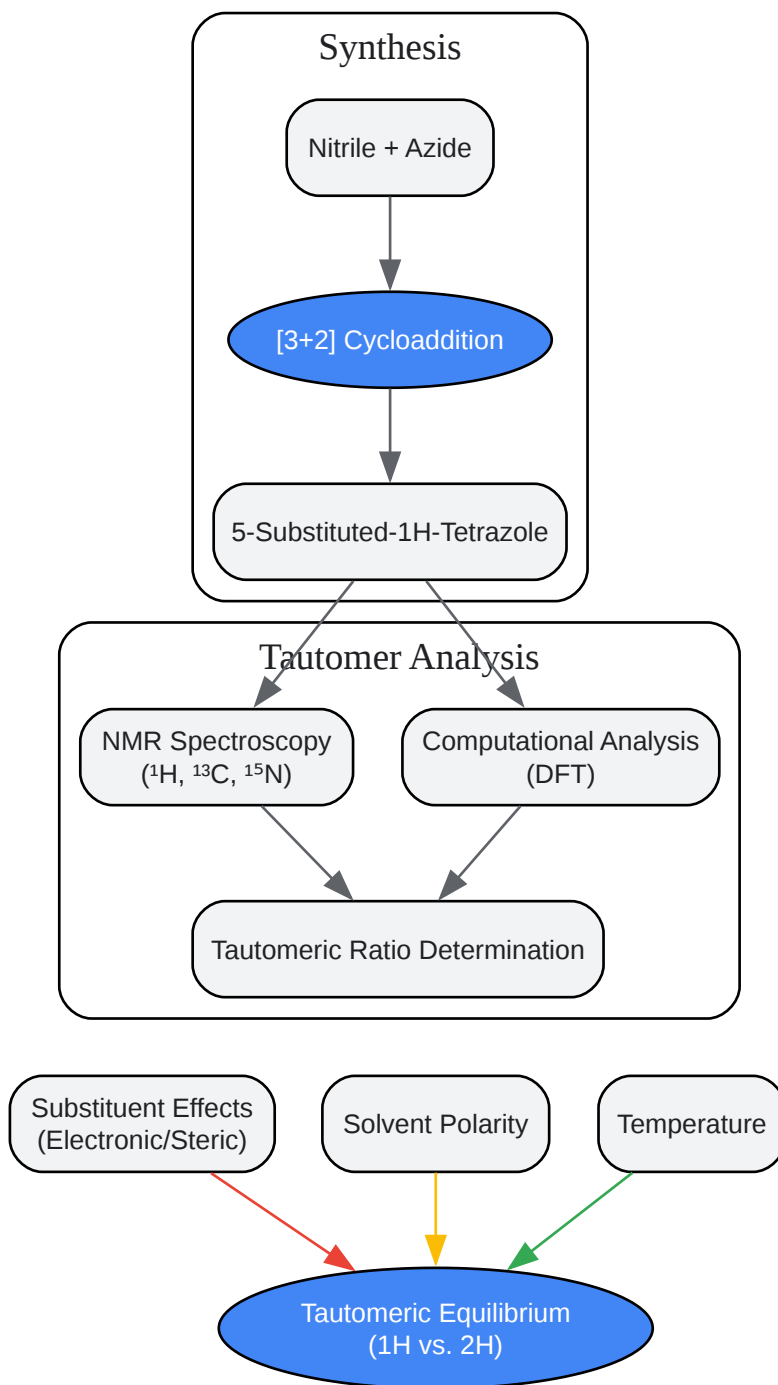 Synthesis
Nitrile + Azide
[3+2] Cycloaddition
5-Substituted-1H-Tetrazole
Tautomer Analysis
NMR Spectroscopy
(¹H, ¹³C, ¹⁵N)
Computational Analysis
(DFT)
Tautomeric Ratio Determination
Substituent Effects
(Electronic/Steric)
Solvent Polarity
Temperature
Tautomeric Equilibrium
(1H vs. 2H)